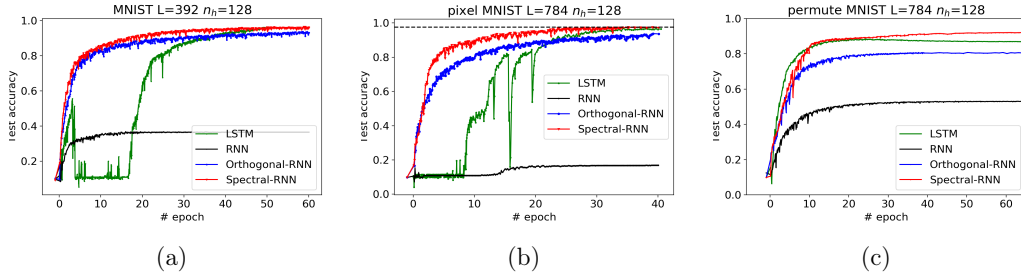 MNIST L=392 n_h=128
1.0
0.8
0.6
0.4
0.2
Test accuracy
0 10 20 30 40 50 60
# epoch
LSTM
RNN
Orthogonal-RNN
Spectral-RNN
(a)
pixel MNIST L=784 n_h=128
1.0
0.8
0.6
0.4
0.2
0.0
Test accuracy
0 10 20 30 40
# epoch
LSTM
RNN
Orthogonal-RNN
Spectral-RNN
(b)
permute MNIST L=784 n_h=128
1.0
0.8
0.6
0.4
0.2
0.0
Test accuracy
0 10 20 30 40 50 60
# epoch
LSTM
RNN
Orthogonal-RNN
Spectral-RNN
(c)